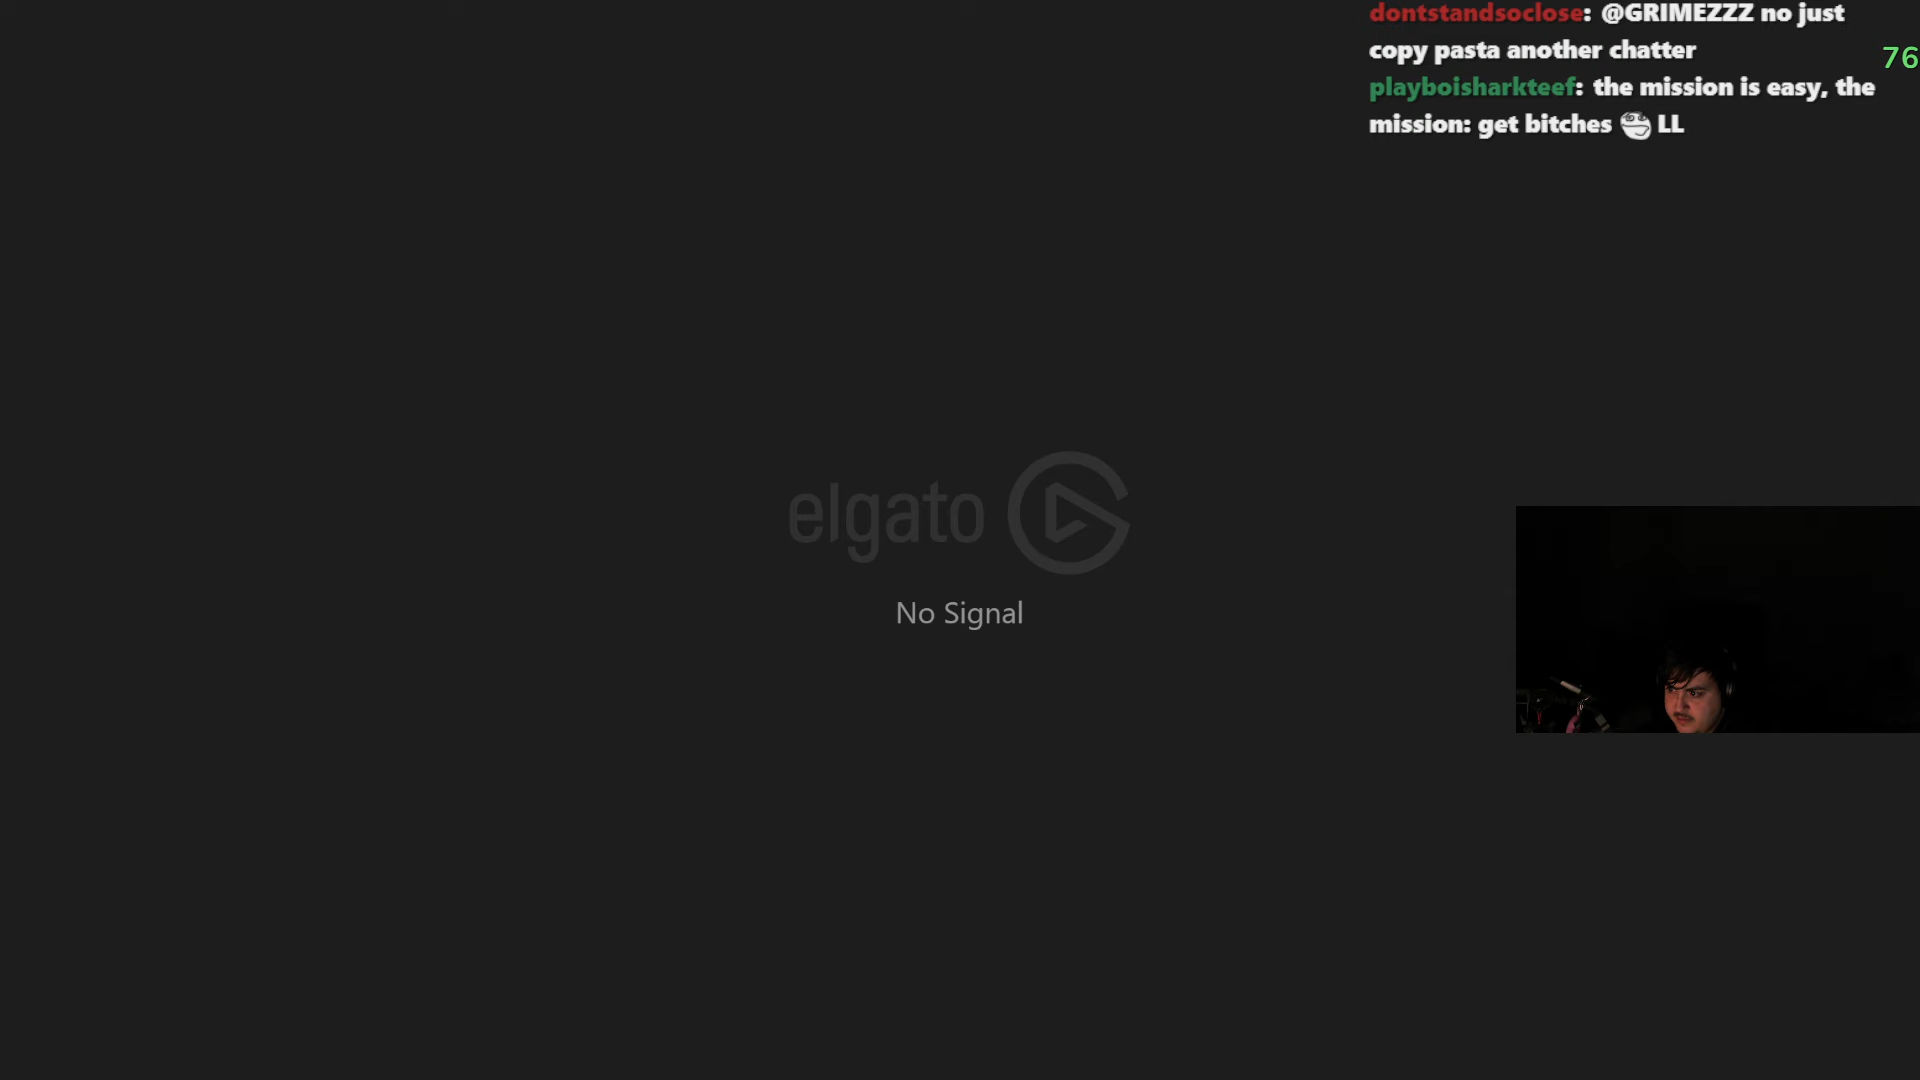 dontstandsoclose: @GRIMEZZZ no just
copy pasta another chatter
76
playboisharkteef: the mission is easy, the
mission: get bitches LL
elgato
No Signal